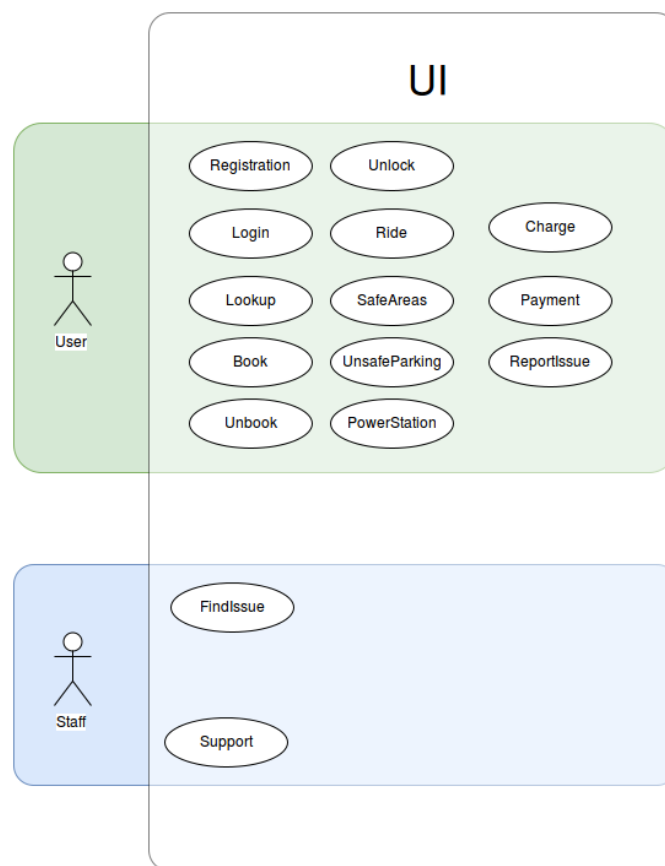 UI
Registration
Unlock
Login
Ride
Charge
Lookup
SafeAreas
Payment
User
Book
UnsafeParking
ReportIssue
Unbook
PowerStation
FindIssue
Staff
Support